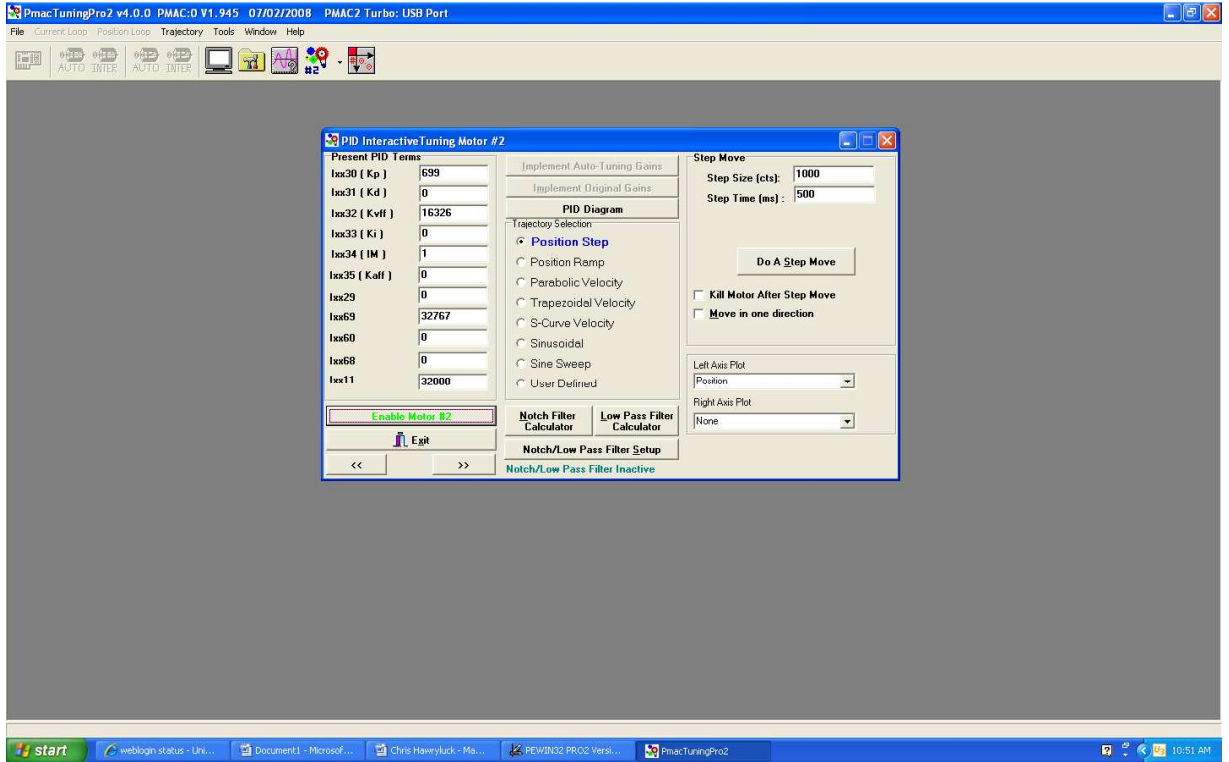 PmacTuningPro2 v4.0.0 PMAC:0 V1.945 07/02/2008 PMAC2 Turbo: USB Port
File Current Loop Position Loop Trajectory Tools Window Help
AUTO INTER AUTO INTER #2
PID InteractiveTuning Motor #2
Present PID Terms
Ixx30 ( Kp ) 699
Ixx31 ( Kd ) 0
Ixx32 ( Kvff ) 16326
Ixx33 ( Ki ) 0
Ixx34 ( IM ) 1
Ixx35 ( Kaff ) 0
Ixx29 0
Ixx69 32767
Ixx60 0
Ixx68 0
Ixx11 32000
Enable Motor #2
Exit
<< >>
Implement Auto-Tuning Gains
Implement Original Gains
PID Diagram
Trajectory Selection
Position Step
Position Ramp
Parabolic Velocity
Trapezoidal Velocity
S-Curve Velocity
Sinusoidal
Sine Sweep
User Defined
Notch Filter Calculator
Low Pass Filter Calculator
Notch/Low Pass Filter Setup
Notch/Low Pass Filter Inactive
Step Move
Step Size (cts): 1000
Step Time (ms) : 500
Do A Step Move
Kill Motor After Step Move
Move in one direction
Left Axis Plot
Position
Right Axis Plot
None
start weblogin status - Uni... Document1 - Microsof... Chris Hawryluck - Ma... PEWIN32 PRO2 Versi... PmacTuningPro2 10:51 AM